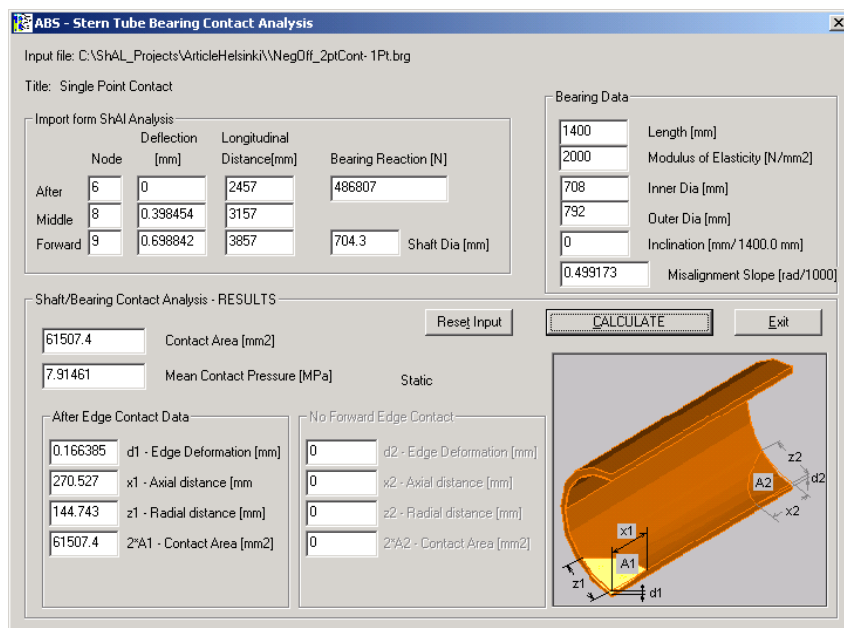 ABS - Stern Tube Bearing Contact Analysis
Input file: C:\ShAL_Projects\ArticleHelsinki\\NegOff_2ptCont- 1Pt.brg
Title: Single Point Contact
Import form ShAl Analysis
Deflection Longitudinal
Node [mm] Distance[mm] Bearing Reaction [N]
After 6 0 2457 486807
Middle 8 0.398454 3157
Forward 9 0.698842 3857 704.3 Shaft Dia [mm]
Bearing Data
1400 Length [mm]
2000 Modulus of Elasticity [N/mm2]
708 Inner Dia [mm]
792 Outer Dia [mm]
0 Inclination [mm/ 1400.0 mm]
0.499173 Misalignment Slope [rad/1000]
Shaft/Bearing Contact Analysis - RESULTS
Reset Input CALCULATE Exit
61507.4 Contact Area [mm2]
7.91461 Mean Contact Pressure [MPa] Static
After Edge Contact Data
0.166385 d1 - Edge Deformation [mm]
270.527 x1 - Axial distance [mm
144.743 z1 - Radial distance [mm]
61507.4 2*A1 - Contact Area [mm2]
No Forward Edge Contact
0 d2 - Edge Deformation [mm]
0 x2 - Axial distance [mm]
0 z2 - Radial distance [mm]
0 2*A2 - Contact Area [mm2]
z2
A2 d2
x2
x1
A1
z1
d1